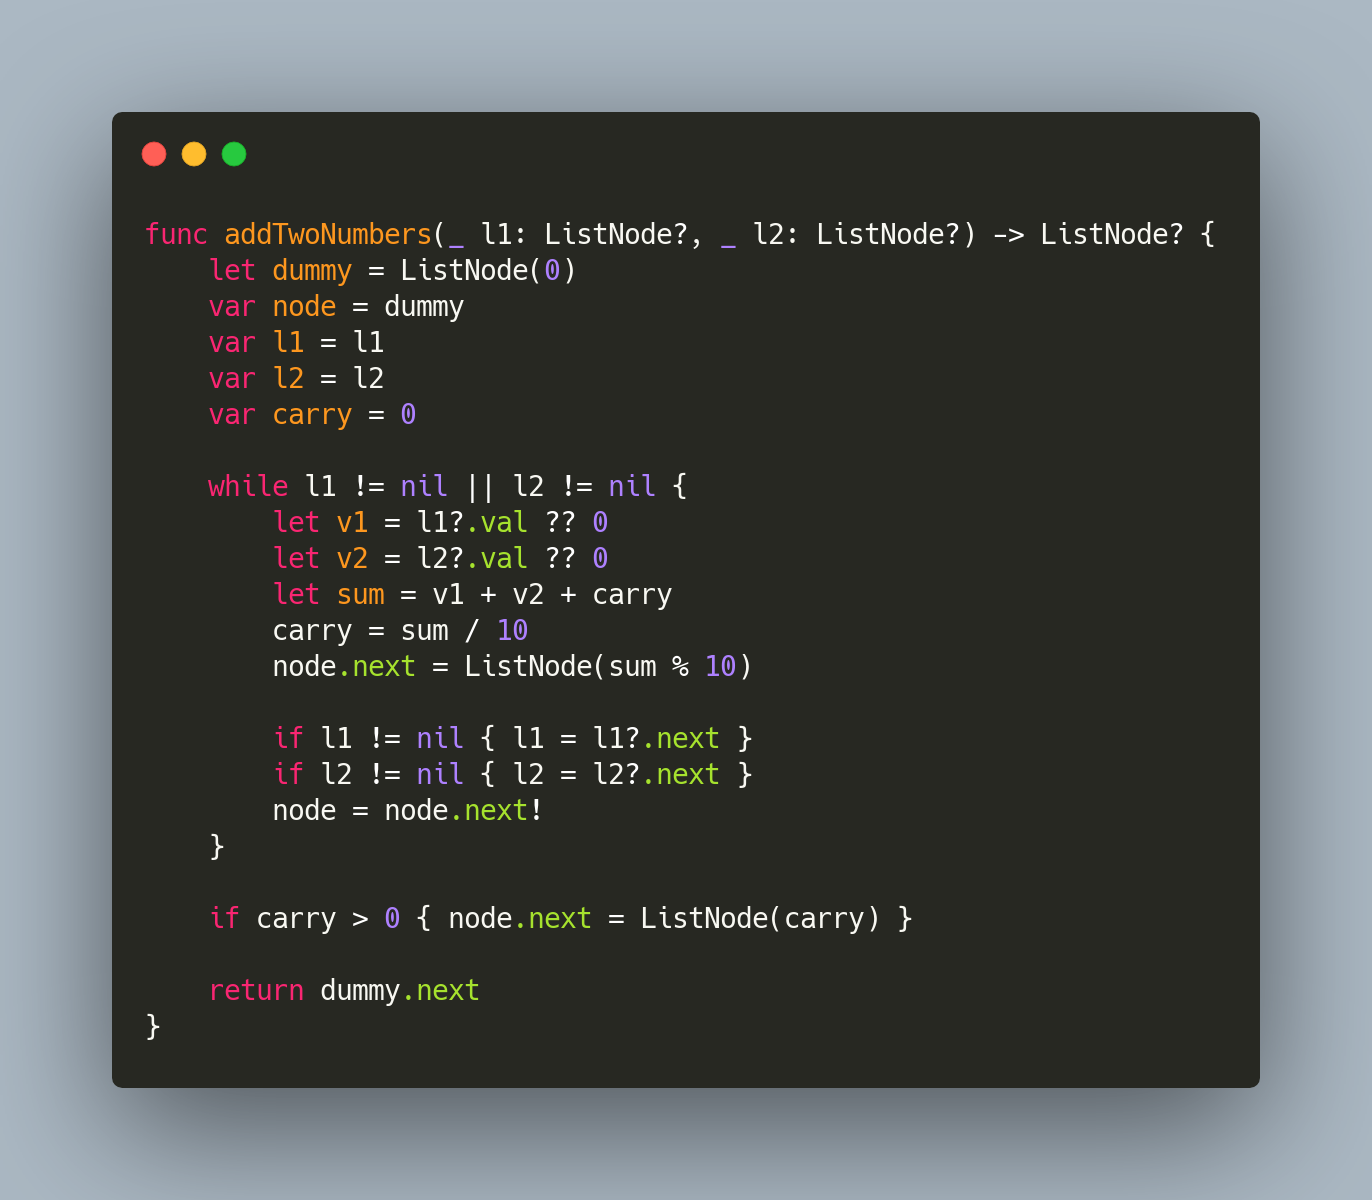 func addTwoNumbers(_ l1: ListNode?, _ l2: ListNode?) -> ListNode? {
    let dummy = ListNode(0)
    var node = dummy
    var l1 = l1
    var l2 = l2
    var carry = 0

    while l1 != nil || l2 != nil {
        let v1 = l1?.val ?? 0
        let v2 = l2?.val ?? 0
        let sum = v1 + v2 + carry
        carry = sum / 10
        node.next = ListNode(sum % 10)

        if l1 != nil { l1 = l1?.next }
        if l2 != nil { l2 = l2?.next }
        node = node.next!
    }

    if carry > 0 { node.next = ListNode(carry) }

    return dummy.next
}